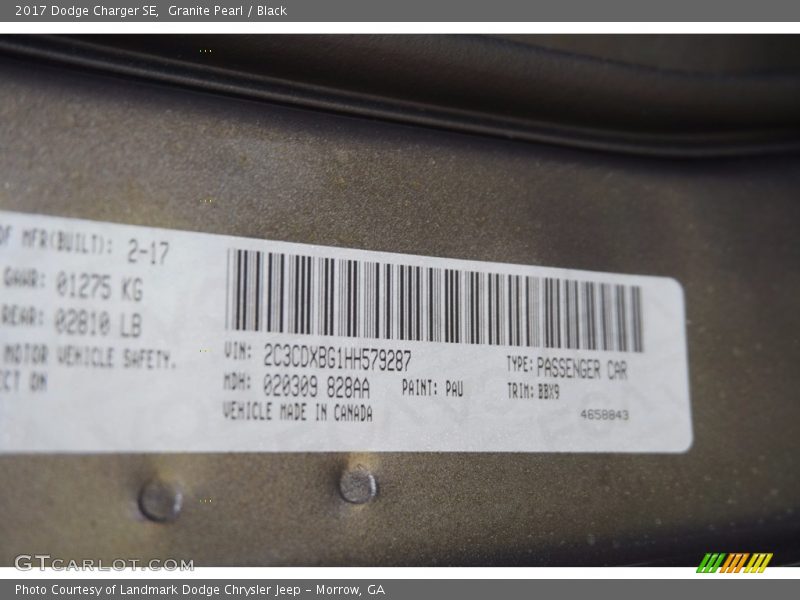 2017 Dodge Charger SE,  Granite Pearl / Black
OF MFR(BUILT): 2-17
GAWR: 01275 KG
REAR: 02810 LB
MOTOR VEHICLE SAFETY.
ECT ON
VIN: 2C3CDXBG1HH579287
TYPE: PASSENGER CAR
MDH: 020309 828AA
PAINT: PAU
TRIM: BBX9
VEHICLE MADE IN CANADA
4658843
GTcarlot.com
Photo Courtesy of Landmark Dodge Chrysler Jeep – Morrow, GA